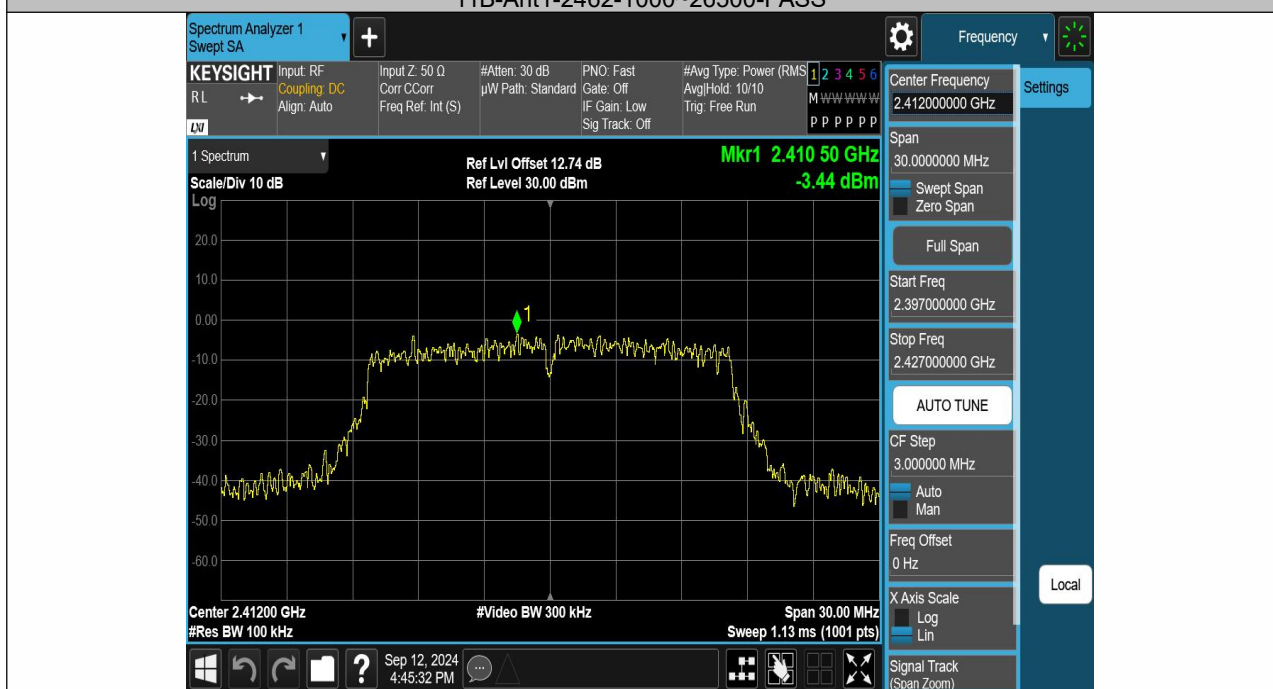 11B-Ant1-2462-1000~26500-PASS
Spectrum Analyzer 1
Swept SA
+
Frequency
KEYSIGHT
RL
LXI
Input: RF
Coupling: DC
Align: Auto
Input Z: 50 Ω
Corr CCorr
Freq Ref: Int (S)
#Atten: 30 dB
µW Path: Standard
PNO: Fast
Gate: Off
IF Gain: Low
Sig Track: Off
#Avg Type: Power (RMS
Avg|Hold: 10/10
Trig: Free Run
1 2 3 4 5 6
M W W W W W
P P P P P P
1 Spectrum
Scale/Div 10 dB
Log
Ref Lvl Offset 12.74 dB
Ref Level 30.00 dBm
Mkr1 2.410 50 GHz
-3.44 dBm
20.0
10.0
0.00
-10.0
-20.0
-30.0
-40.0
-50.0
-60.0
1
Center 2.41200 GHz
#Res BW 100 kHz
#Video BW 300 kHz
Span 30.00 MHz
Sweep 1.13 ms (1001 pts)
Center Frequency
2.412000000 GHz
Span
30.0000000 MHz
Swept Span
Zero Span
Full Span
Start Freq
2.397000000 GHz
Stop Freq
2.427000000 GHz
AUTO TUNE
CF Step
3.000000 MHz
Auto
Man
Freq Offset
0 Hz
X Axis Scale
Log
Lin
Signal Track
(Span Zoom)
Settings
Local
?
Sep 12, 2024
4:45:32 PM